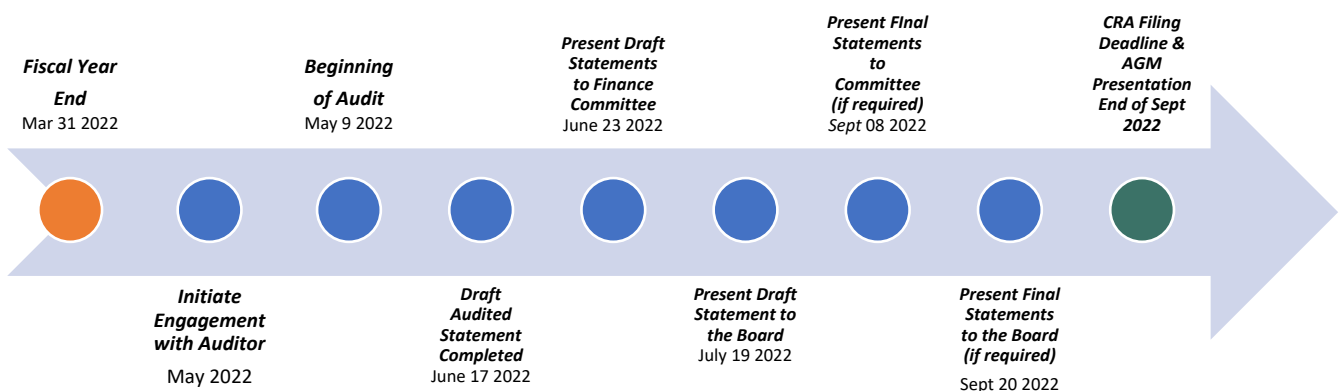 Fiscal Year
End
Mar 31 2022
Initiate
Engagement
with Auditor
May 2022
Beginning
of Audit
May 9 2022
Draft
Audited
Statement
Completed
June 17 2022
Present Draft
Statements
to Finance
Committee
June 23 2022
Present Draft
Statement to
the Board
July 19 2022
Present FInal
Statements
to
Committee
(if required)
Sept 08 2022
Present Final
Statements
to the Board
(if required)
Sept 20 2022
CRA Filing
Deadline &
AGM
Presentation
End of Sept
2022